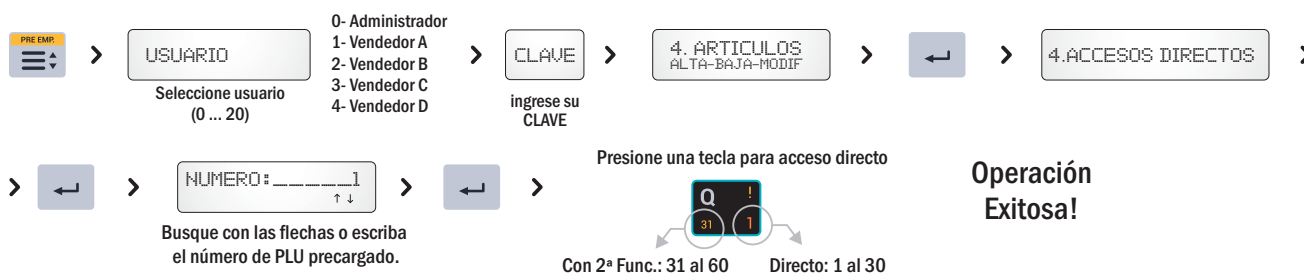 PRE EMP.
USUARIO
Seleccione usuario
(0 ... 20)
0- Administrador
1- Vendedor A
2- Vendedor B
3- Vendedor C
4- Vendedor D
CLAVE
ingrese su
CLAVE
4. ARTICULOS
ALTA-BAJA-MODIF
4.ACCESOS DIRECTOS
NUMERO:______1
↑ ↓
Busque con las flechas o escriba
el número de PLU precargado.
Presione una tecla para acceso directo
Q !
31 1
Con 2ª Func.: 31 al 60 Directo: 1 al 30
Operación
Exitosa!